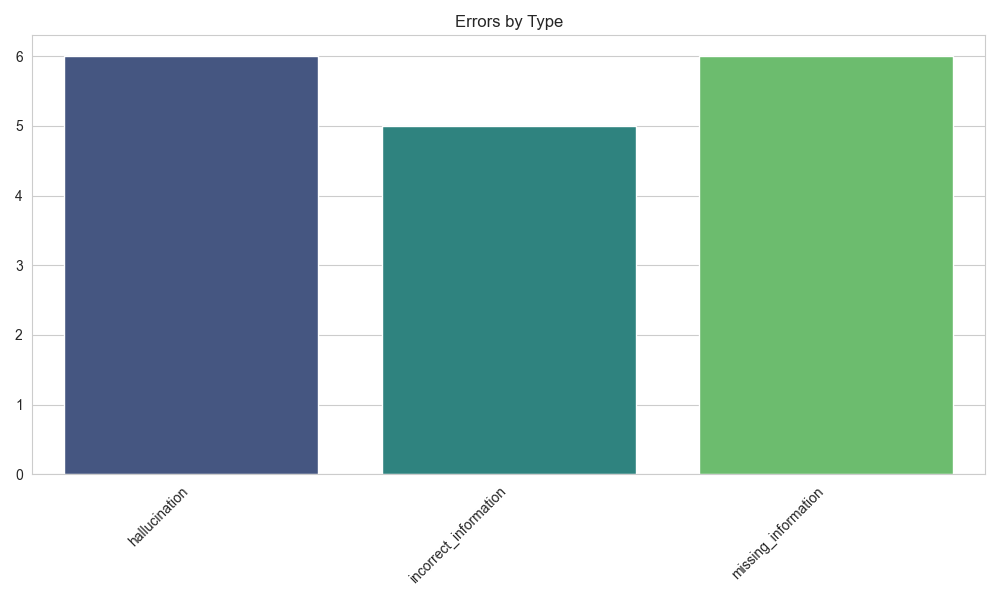 Errors by Type
6
5
4
3
2
1
0
hallucination
incorrect_information
missing_information